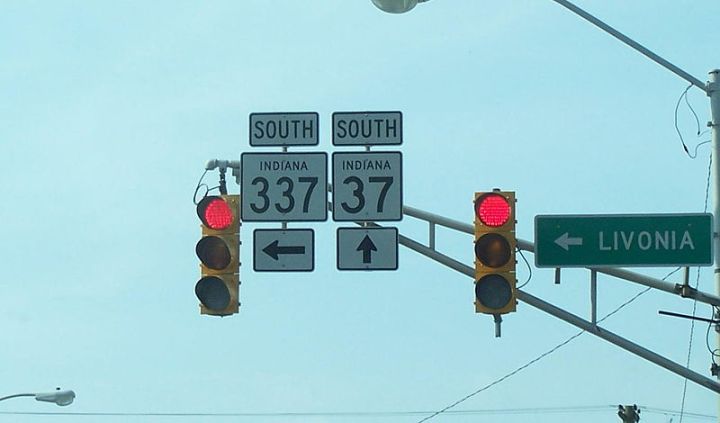 SOUTH
INDIANA
337
SOUTH
INDIANA
37
LIVONIA